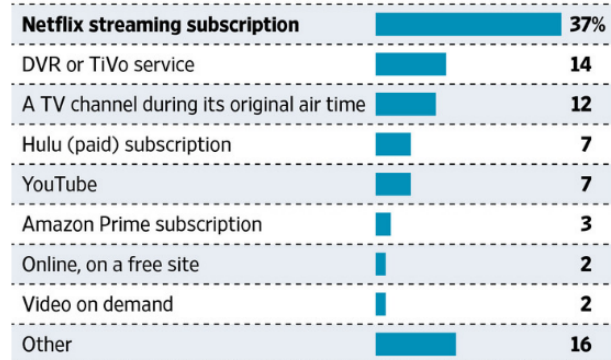 Netflix streaming subscription 37%
DVR or TiVo service 14
A TV channel during its original air time 12
Hulu (paid) subscription 7
YouTube 7
Amazon Prime subscription 3
Online, on a free site 2
Video on demand 2
Other 16